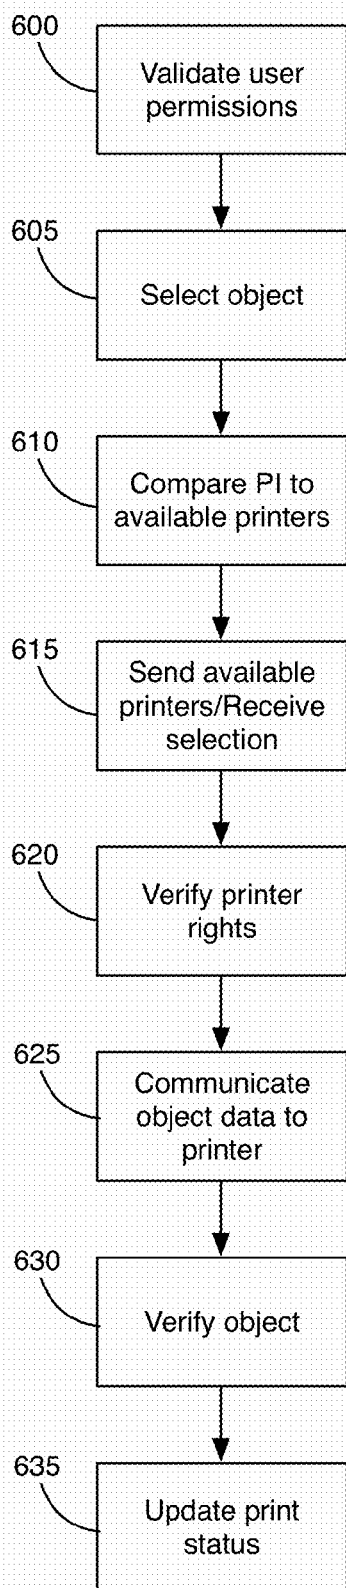 600
Validate user
permissions
605
Select object
610
Compare PI to
available printers
615
Send available
printers/Receive
selection
620
Verify printer
rights
625
Communicate
object data to
printer
630
Verify object
635
Update print
status